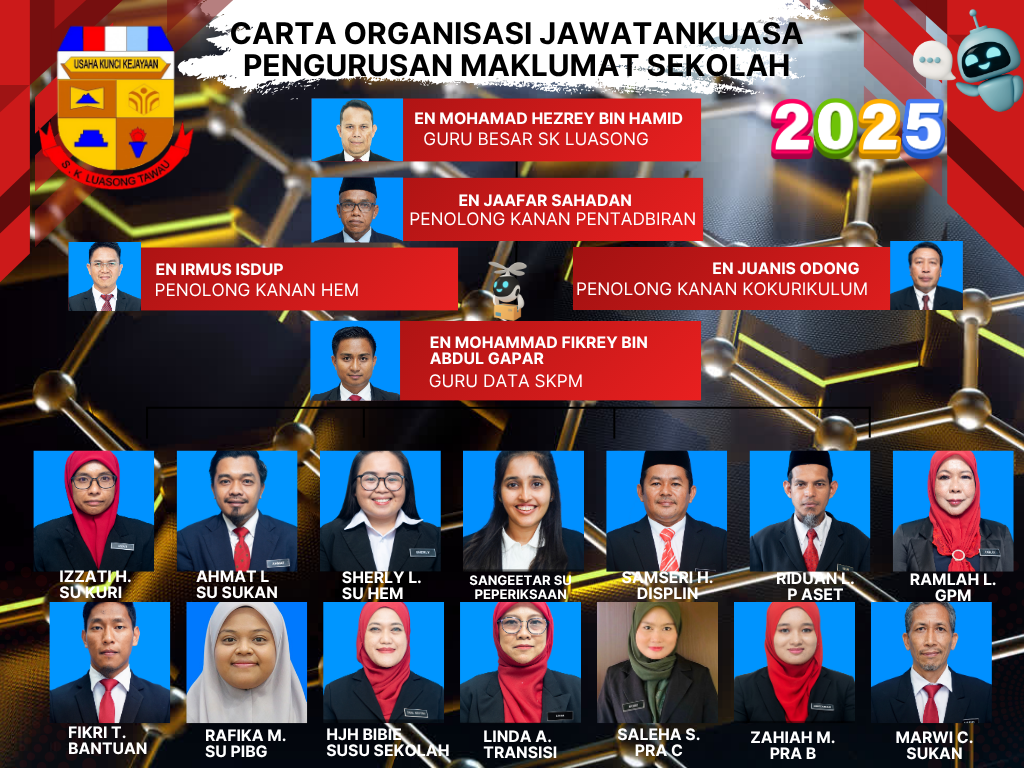 CARTA ORGANISASI JAWATANKUASA
PENGURUSAN MAKLUMAT SEKOLAH
USAHA KUNCI KEJAYAAN
S.K LUASONG TAWAU
2025
EN MOHAMAD HEZREY BIN HAMID
GURU BESAR SK LUASONG
EN JAAFAR SAHADAN
PENOLONG KANAN PENTADBIRAN
EN IRMUS ISDUP
PENOLONG KANAN HEM
EN JUANIS ODONG
PENOLONG KANAN KOKURIKULUM
EN MOHAMMAD FIKREY BIN
ABDUL GAPAR
GURU DATA SKPM
IZZATI H.
SU KURI
AHMAT L
SU SUKAN
SHERLY L.
SU HEM
SANGEETAR SU
PEPERIKSAAN
SAMSERI H.
DISPLIN
RIDUAN L.
P ASET
RAMLAH L.
GPM
FIKRI T.
BANTUAN
RAFIKA M.
SU PIBG
HJH BIBIE
SUSU SEKOLAH
LINDA A.
TRANSISI
SALEHA S.
PRA C
ZAHIAH M.
PRA B
MARWI C.
SUKAN